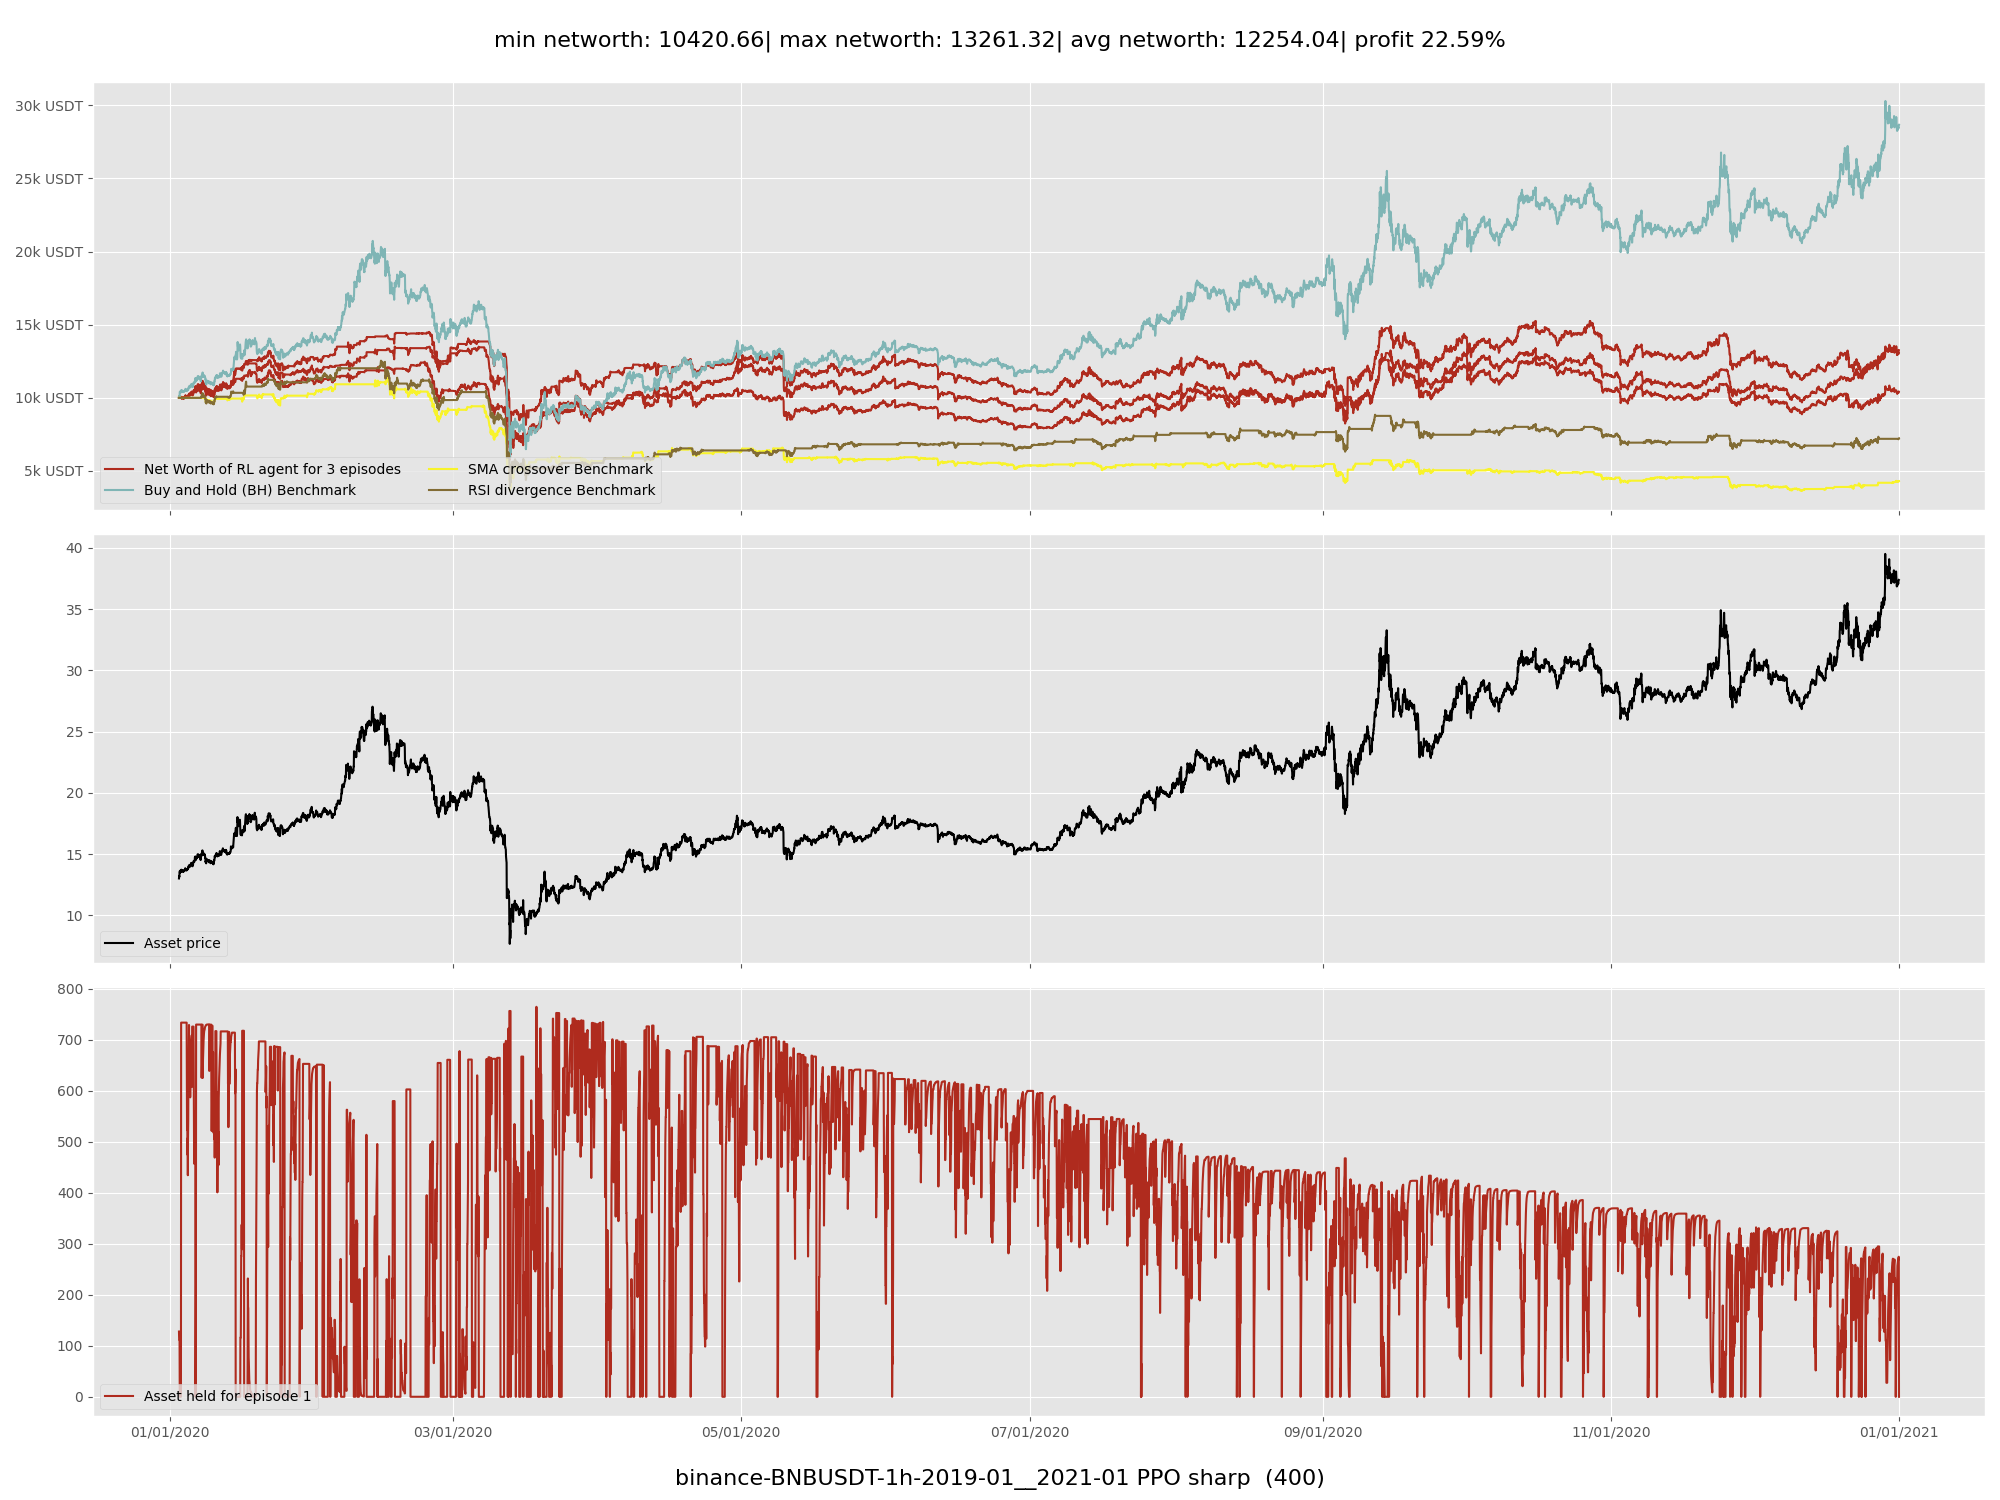 min networth: 10420.66| max networth: 13261.32| avg networth: 12254.04| profit 22.59%
30k USDT
25k USDT
20k USDT
15k USDT
10k USDT
5k USDT
Net Worth of RL agent for 3 episodes
Buy and Hold (BH) Benchmark
SMA crossover Benchmark
RSI divergence Benchmark
40
35
30
25
20
15
10
Asset price
800
700
600
500
400
300
200
100
0
Asset held for episode 1
01/01/2020
03/01/2020
05/01/2020
07/01/2020
09/01/2020
11/01/2020
01/01/2021
binance-BNBUSDT-1h-2019-01__2021-01 PPO sharp  (400)